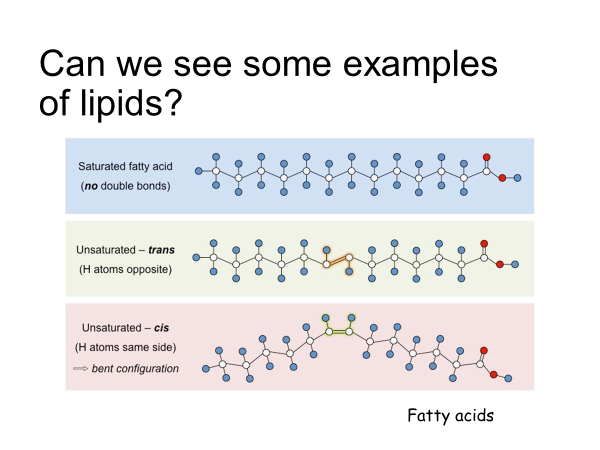 Can we see some examples
of lipids?
Saturated fatty acid
(no double bonds)
Unsaturated – trans
(H atoms opposite)
Unsaturated – cis
(H atoms same side)
⇨ bent configuration
Fatty acids